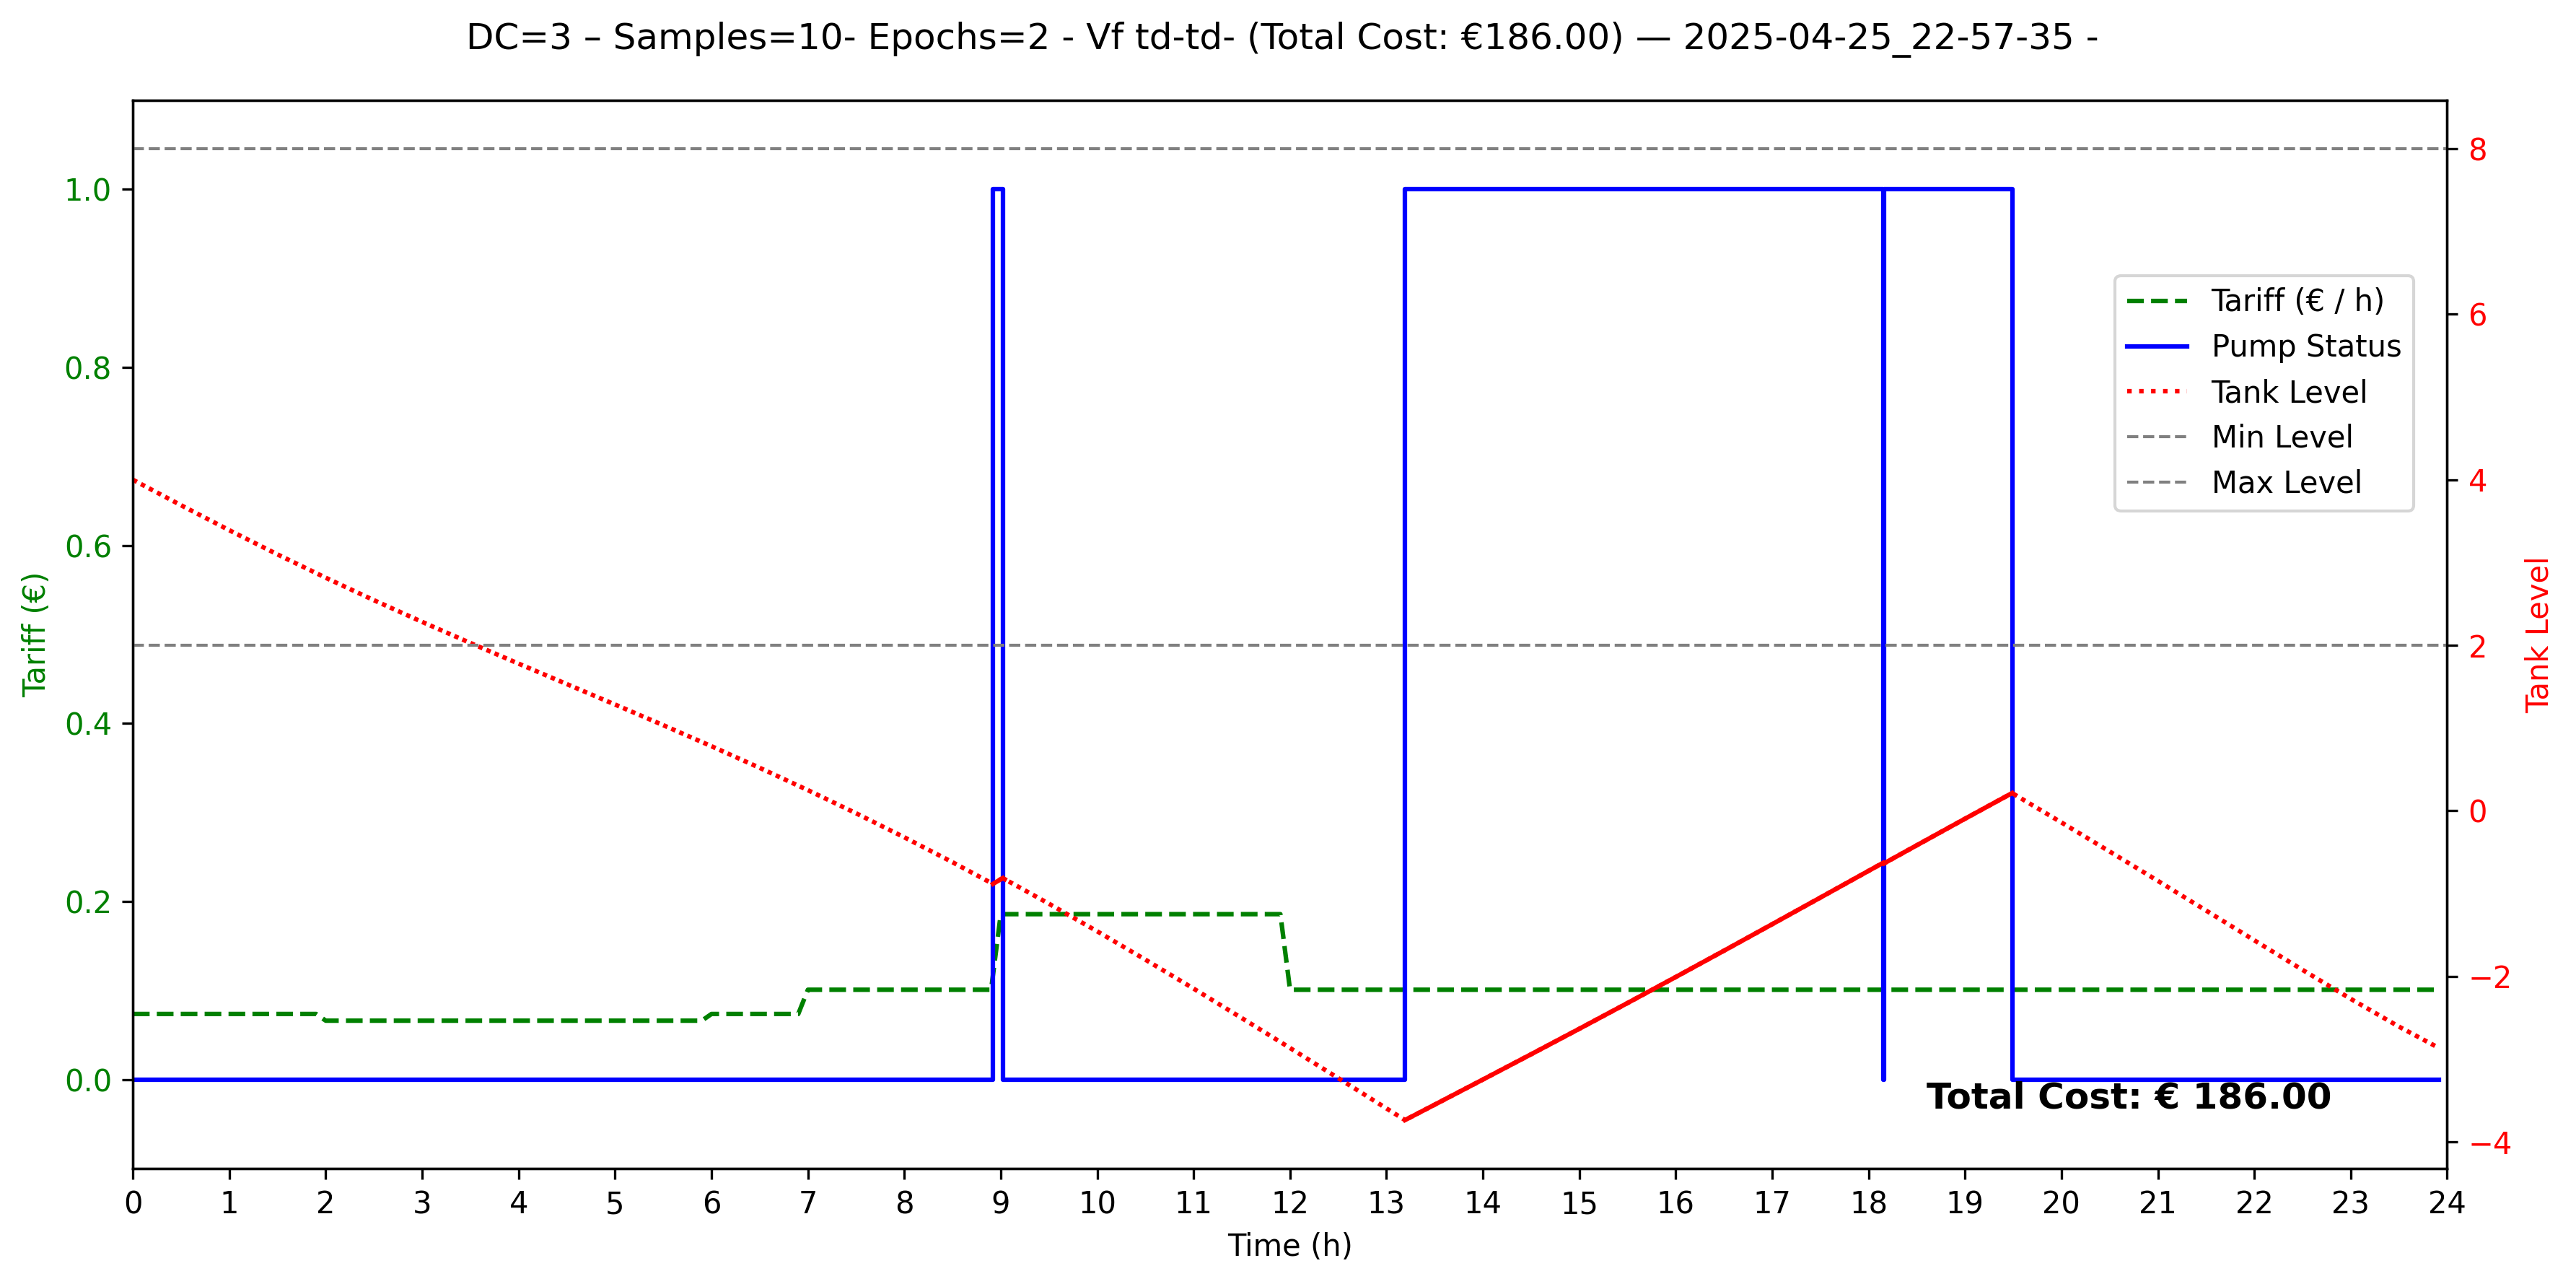 DC=3 – Samples=10- Epochs=2 - Vf td-td- (Total Cost: €186.00) — 2025-04-25_22-57-35 -
1.0
0.8
0.6
0.4
0.2
0.0
Tariff (€)
8
6
4
2
0
−2
−4
Tank Level
Tariff (€ / h)
Pump Status
Tank Level
Min Level
Max Level
Total Cost: € 186.00
0 1 2 3 4 5 6 7 8 9 10 11 12 13 14 15 16 17 18 19 20 21 22 23 24
Time (h)